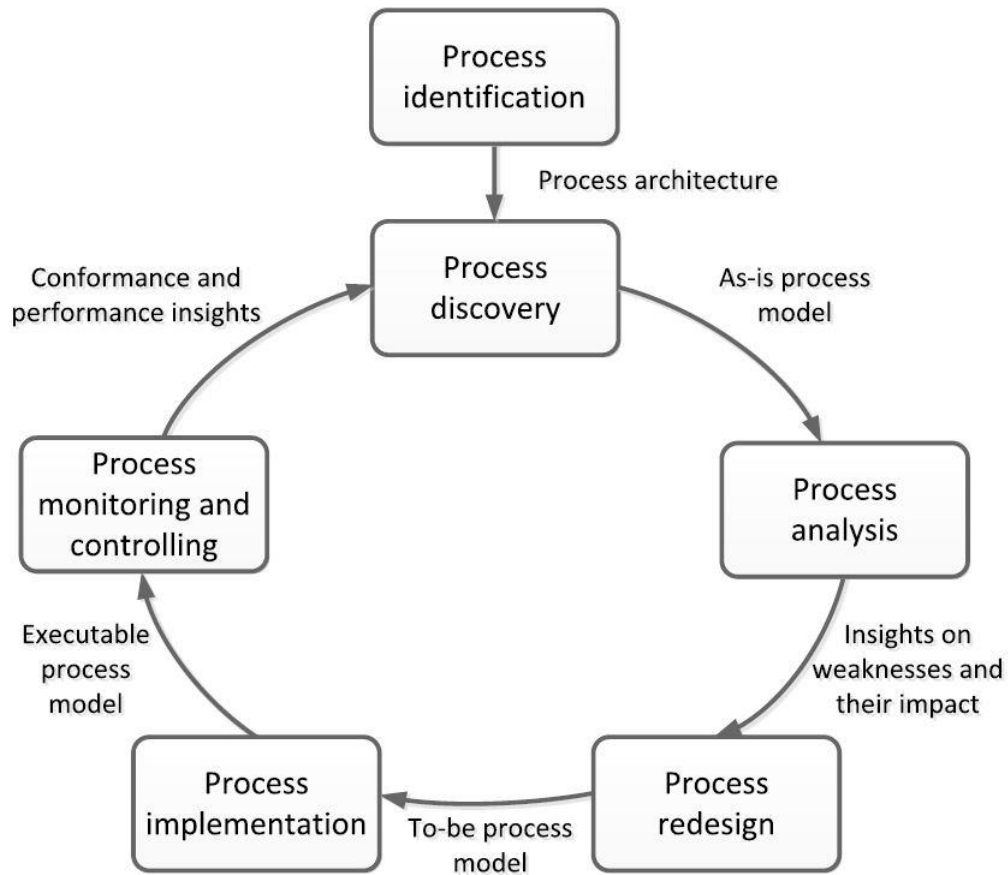 Process
identification
Process architecture
Process
discovery
As-is process
model
Process
analysis
Insights on
weaknesses and
their impact
Process
redesign
To-be process
model
Process
implementation
Executable
process
model
Process
monitoring and
controlling
Conformance and
performance insights